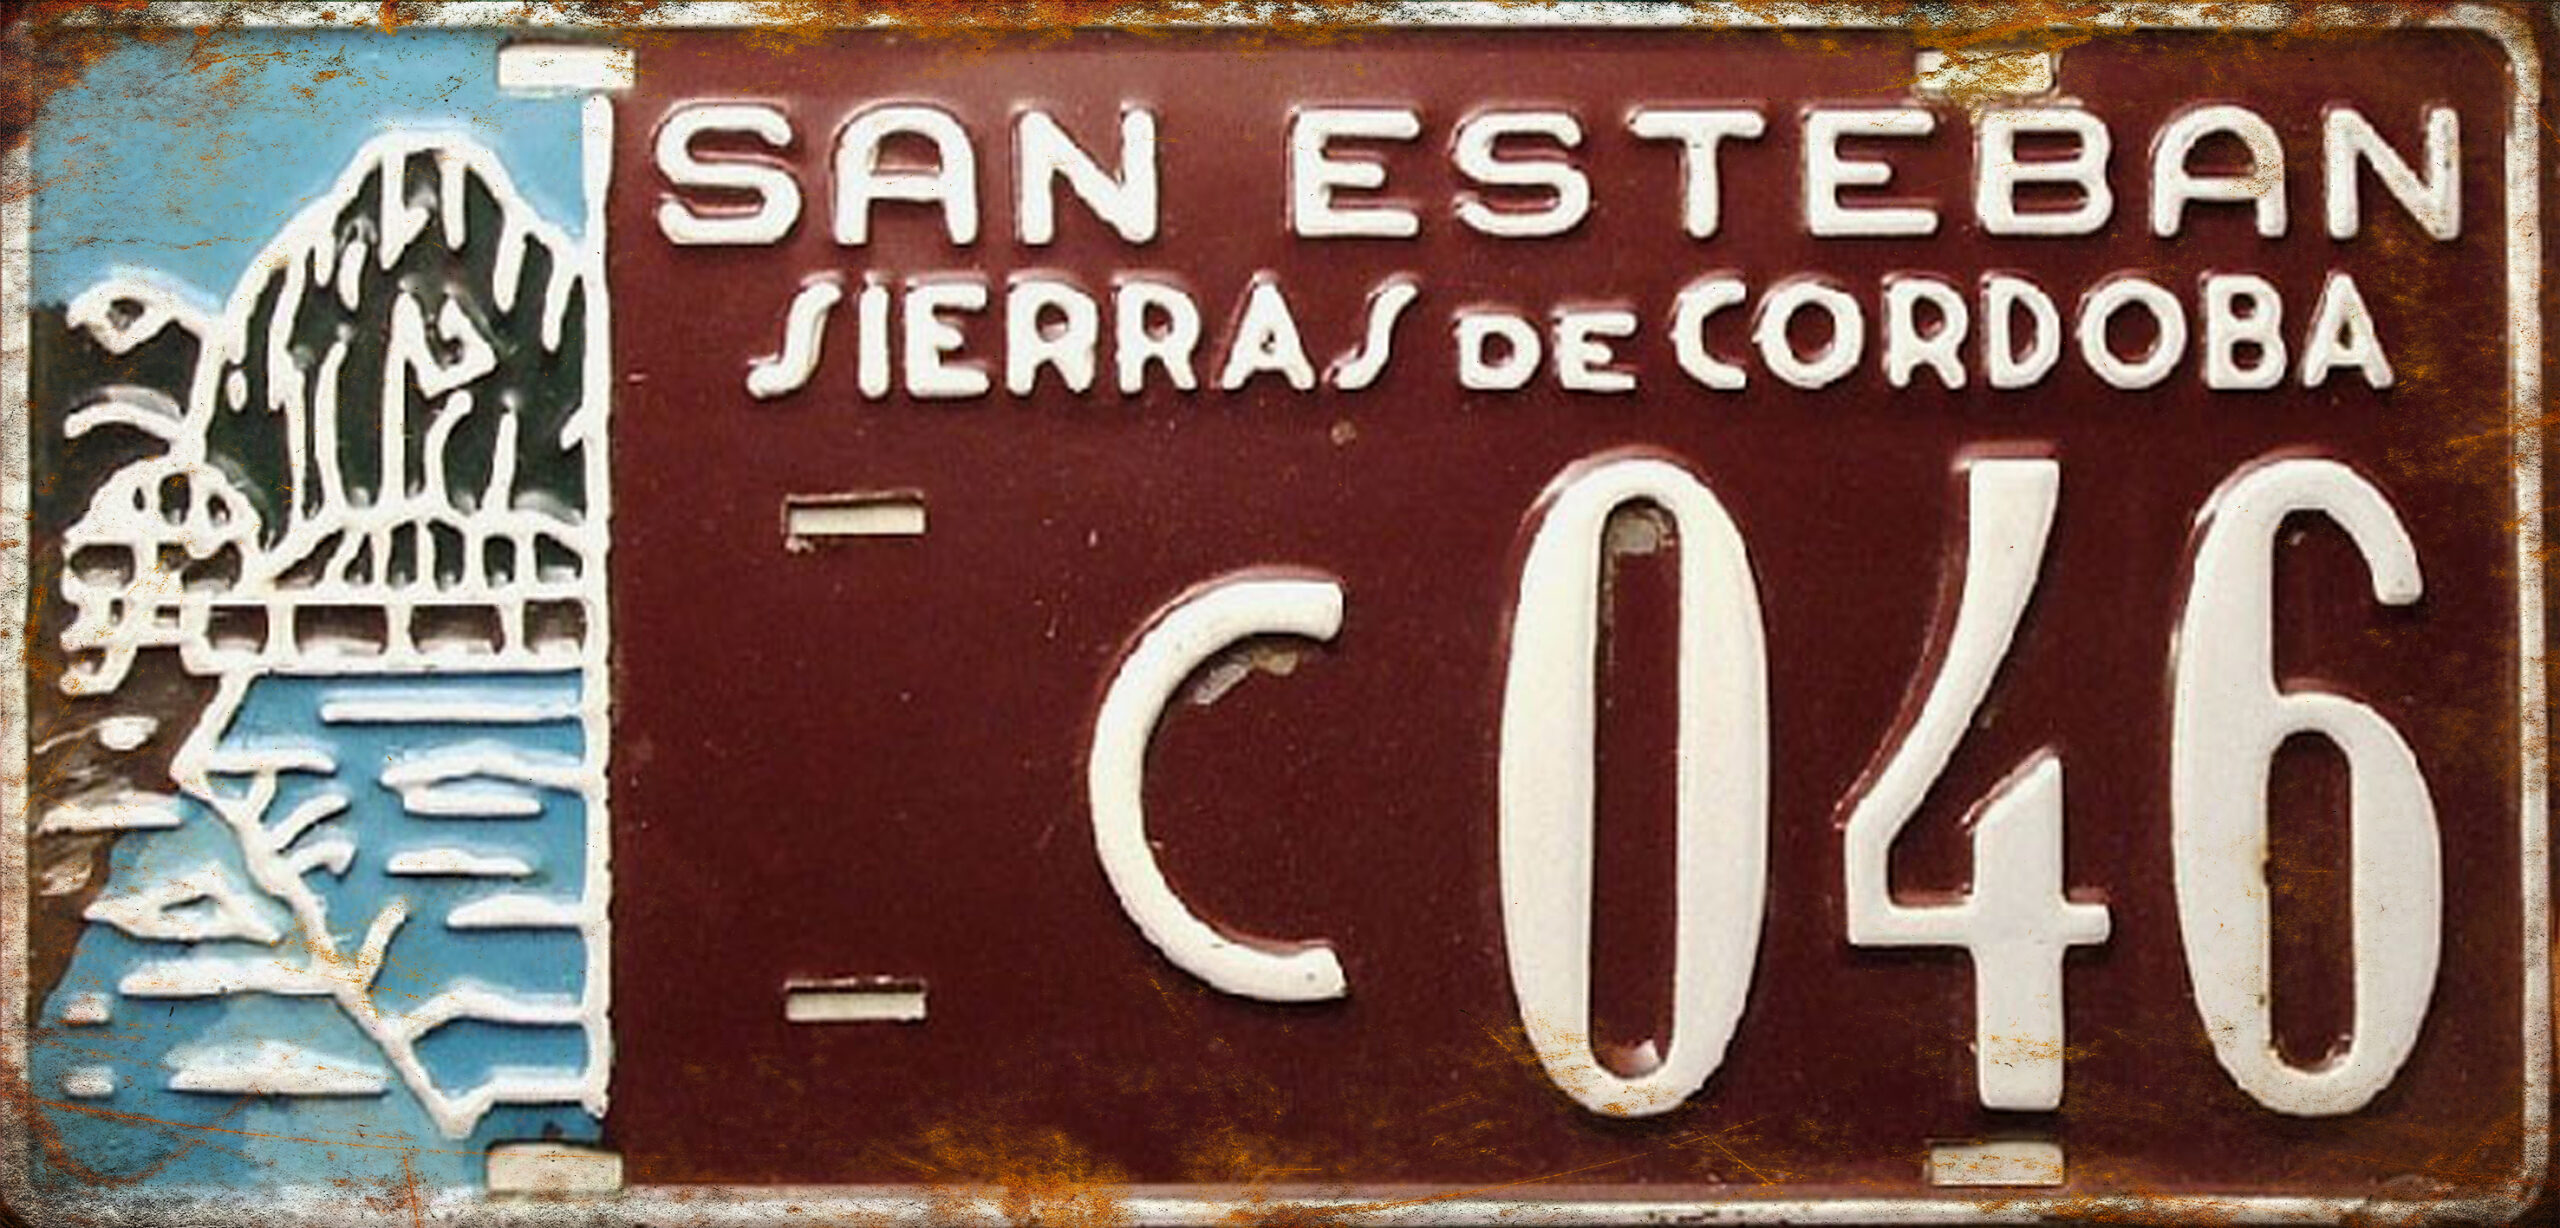 SAN ESTEBAN
SIERRAS DE CORDOBA
C 046